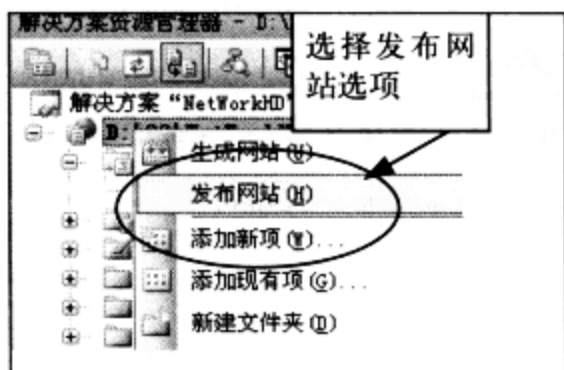 解决方案资源管理器 - D:\
选择发布网
站选项
解决方案 “NetWorkHD”
D:
生成网站(U)
发布网站(H)
添加新项(W)...
添加现有项(G)...
新建文件夹(D)